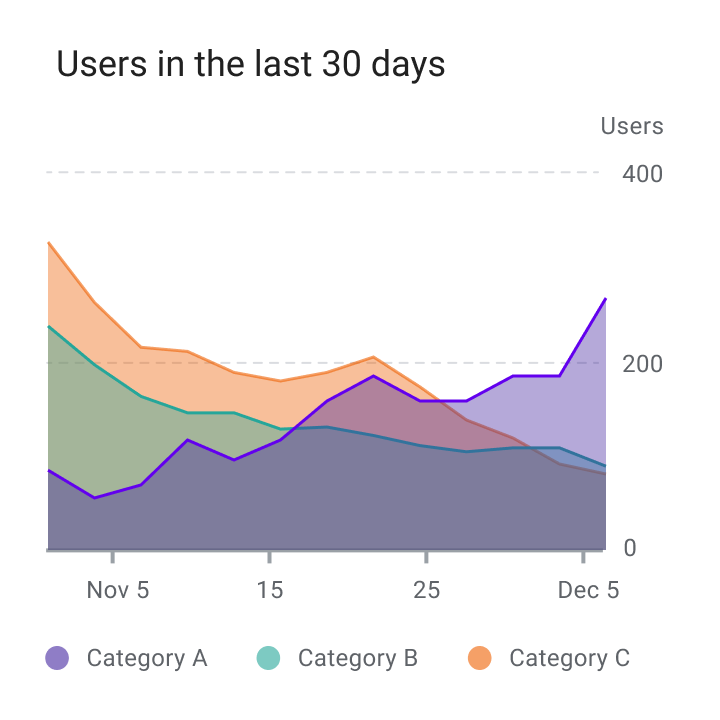 Users in the last 30 days
Users
400
200
0
Nov 5 15 25 Dec 5
Category A Category B Category C